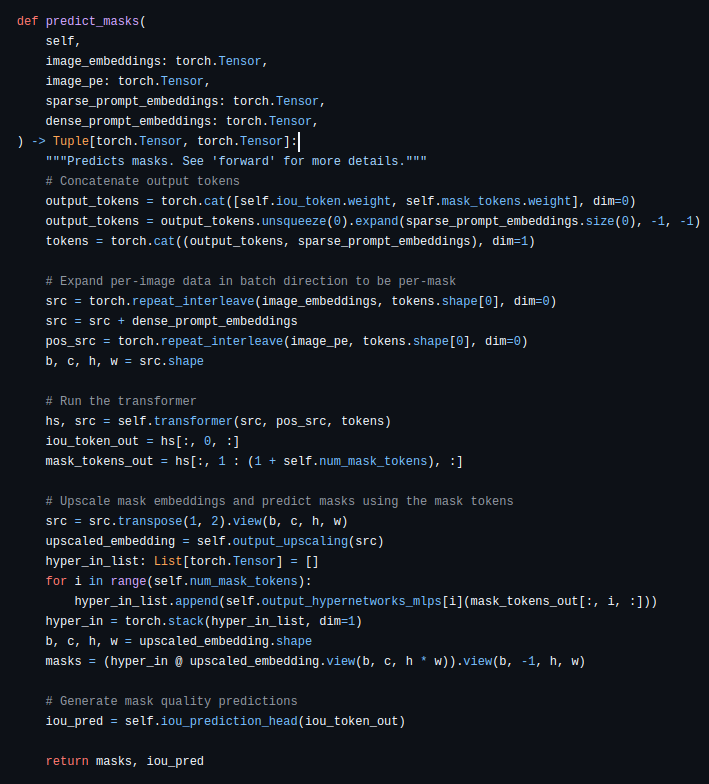 def predict_masks(
    self,
    image_embeddings: torch.Tensor,
    image_pe: torch.Tensor,
    sparse_prompt_embeddings: torch.Tensor,
    dense_prompt_embeddings: torch.Tensor,
) -> Tuple[torch.Tensor, torch.Tensor]:
    """Predicts masks. See 'forward' for more details."""
    # Concatenate output tokens
    output_tokens = torch.cat([self.iou_token.weight, self.mask_tokens.weight], dim=0)
    output_tokens = output_tokens.unsqueeze(0).expand(sparse_prompt_embeddings.size(0), -1, -1)
    tokens = torch.cat((output_tokens, sparse_prompt_embeddings), dim=1)

    # Expand per-image data in batch direction to be per-mask
    src = torch.repeat_interleave(image_embeddings, tokens.shape[0], dim=0)
    src = src + dense_prompt_embeddings
    pos_src = torch.repeat_interleave(image_pe, tokens.shape[0], dim=0)
    b, c, h, w = src.shape

    # Run the transformer
    hs, src = self.transformer(src, pos_src, tokens)
    iou_token_out = hs[:, 0, :]
    mask_tokens_out = hs[:, 1 : (1 + self.num_mask_tokens), :]

    # Upscale mask embeddings and predict masks using the mask tokens
    src = src.transpose(1, 2).view(b, c, h, w)
    upscaled_embedding = self.output_upscaling(src)
    hyper_in_list: List[torch.Tensor] = []
    for i in range(self.num_mask_tokens):
        hyper_in_list.append(self.output_hypernetworks_mlps[i](mask_tokens_out[:, i, :]))
    hyper_in = torch.stack(hyper_in_list, dim=1)
    b, c, h, w = upscaled_embedding.shape
    masks = (hyper_in @ upscaled_embedding.view(b, c, h * w)).view(b, -1, h, w)

    # Generate mask quality predictions
    iou_pred = self.iou_prediction_head(iou_token_out)

    return masks, iou_pred